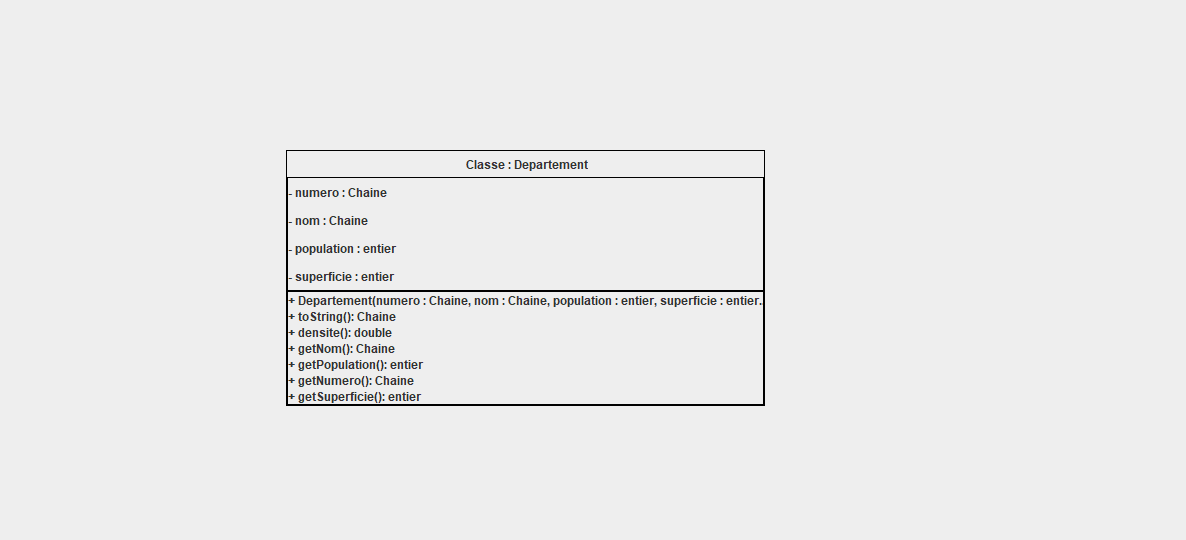 Classe : Departement
- numero : Chaine
- nom : Chaine
- population : entier
- superficie : entier
+ Departement(numero : Chaine, nom : Chaine, population : entier, superficie : entier.
+ toString(): Chaine
+ densite(): double
+ getNom(): Chaine
+ getPopulation(): entier
+ getNumero(): Chaine
+ getSuperficie(): entier